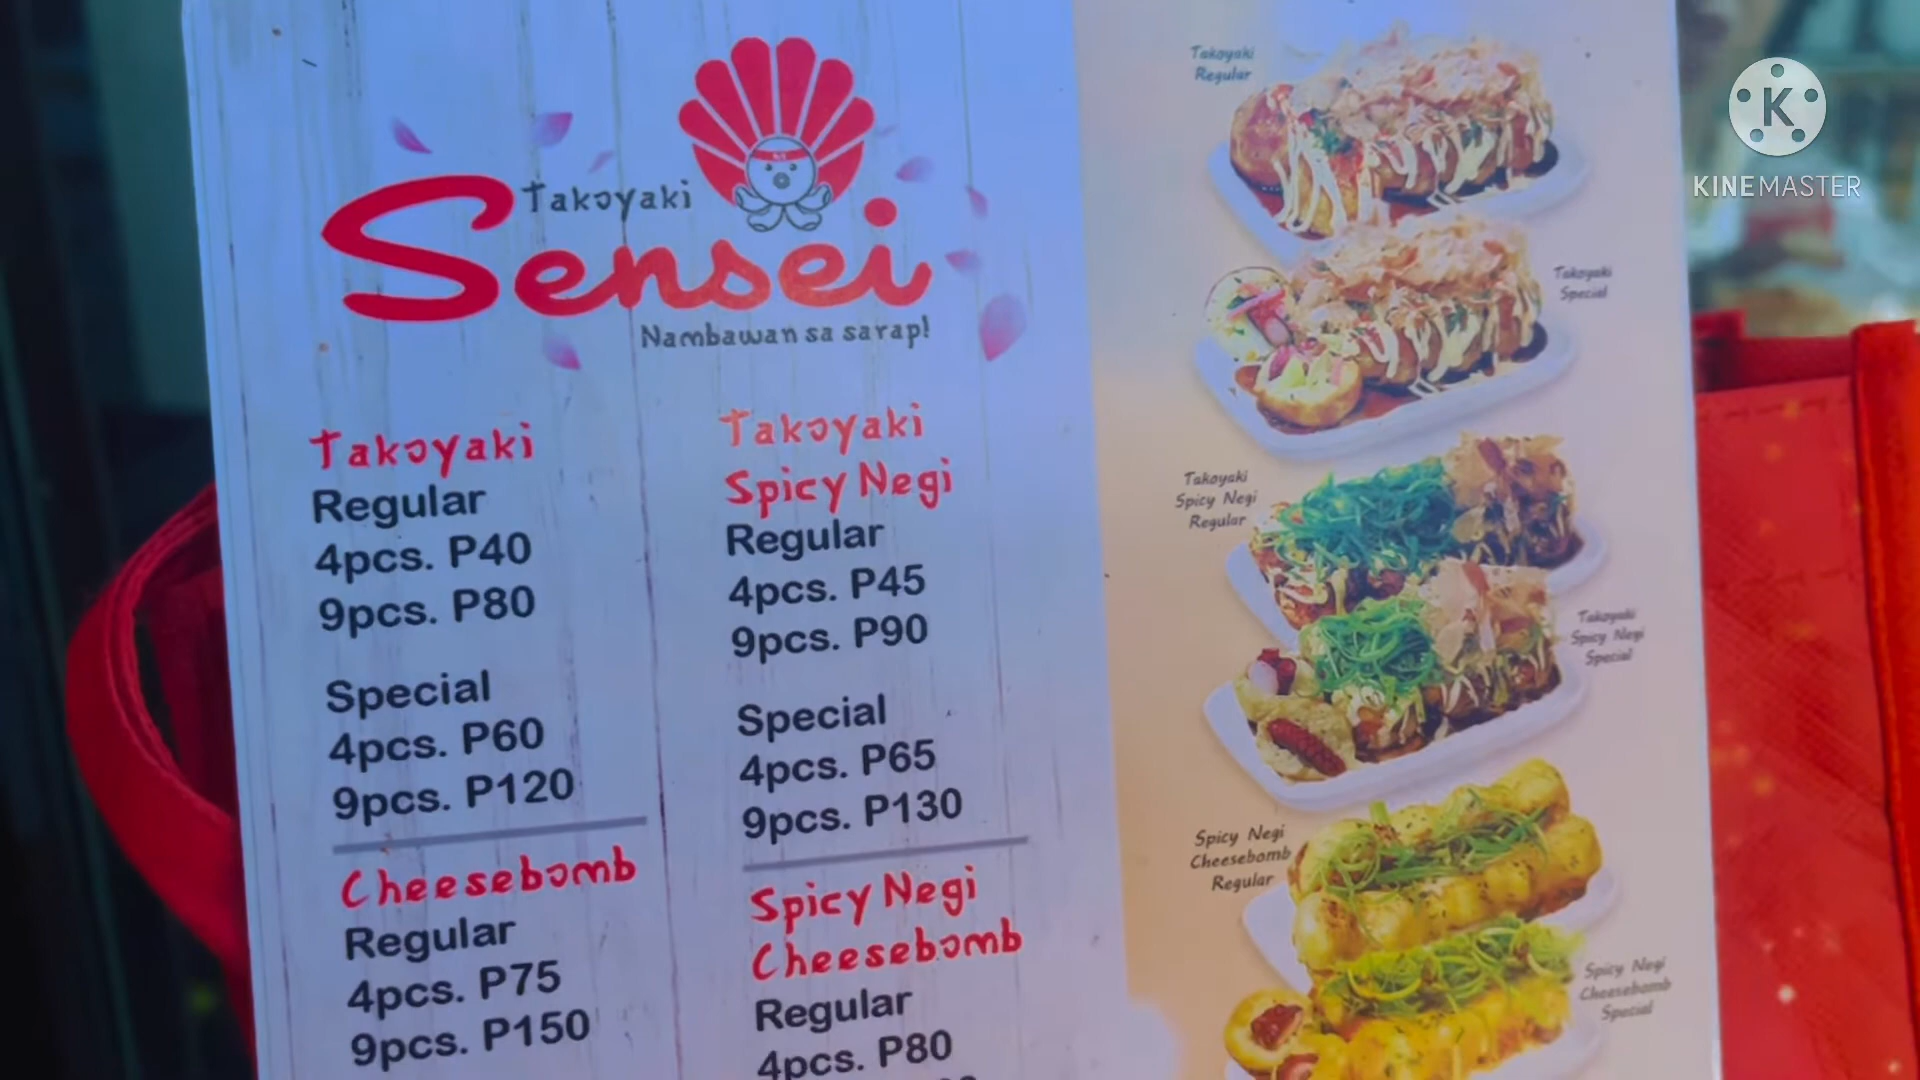 Takoyaki
Sensei
Nambawan sa sarap!
Takoyaki
Regular
4pcs. P40
9pcs. P80
Special
4pcs. P60
9pcs. P120
Cheesebomb
Regular
4pcs. P75
9pcs. P150
Takoyaki
Spicy Negi
Regular
4pcs. P45
9pcs. P90
Special
4pcs. P65
9pcs. P130
Spicy Negi
Cheesebomb
Regular
4pcs. P80
Takoyaki
Regular
Takoyaki
Special
Takoyaki
Spicy Negi
Regular
Takoyaki
Spicy Negi
Special
Spicy Negi
Cheesebomb
Regular
Spicy Negi
Cheesebomb
Special
K
KINEMASTER